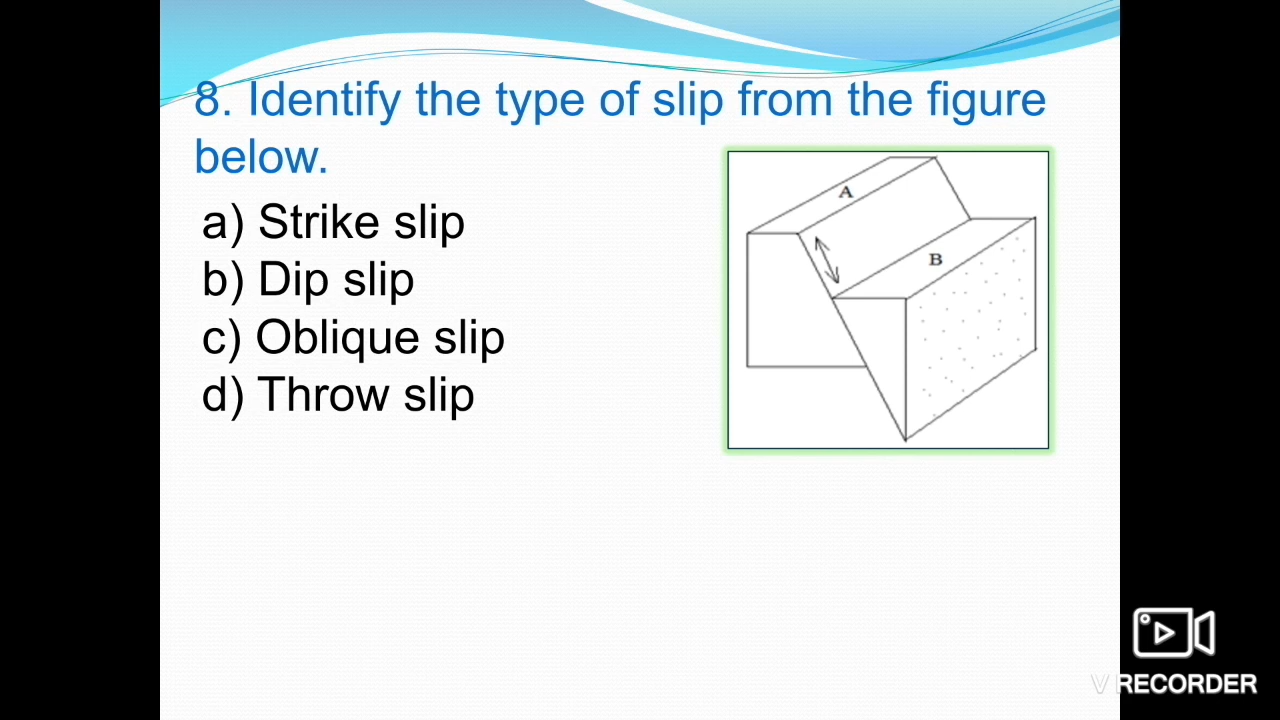 8. Identify the type of slip from the figure
below.
a) Strike slip
b) Dip slip
c) Oblique slip
d) Throw slip
A
B
V RECORDER